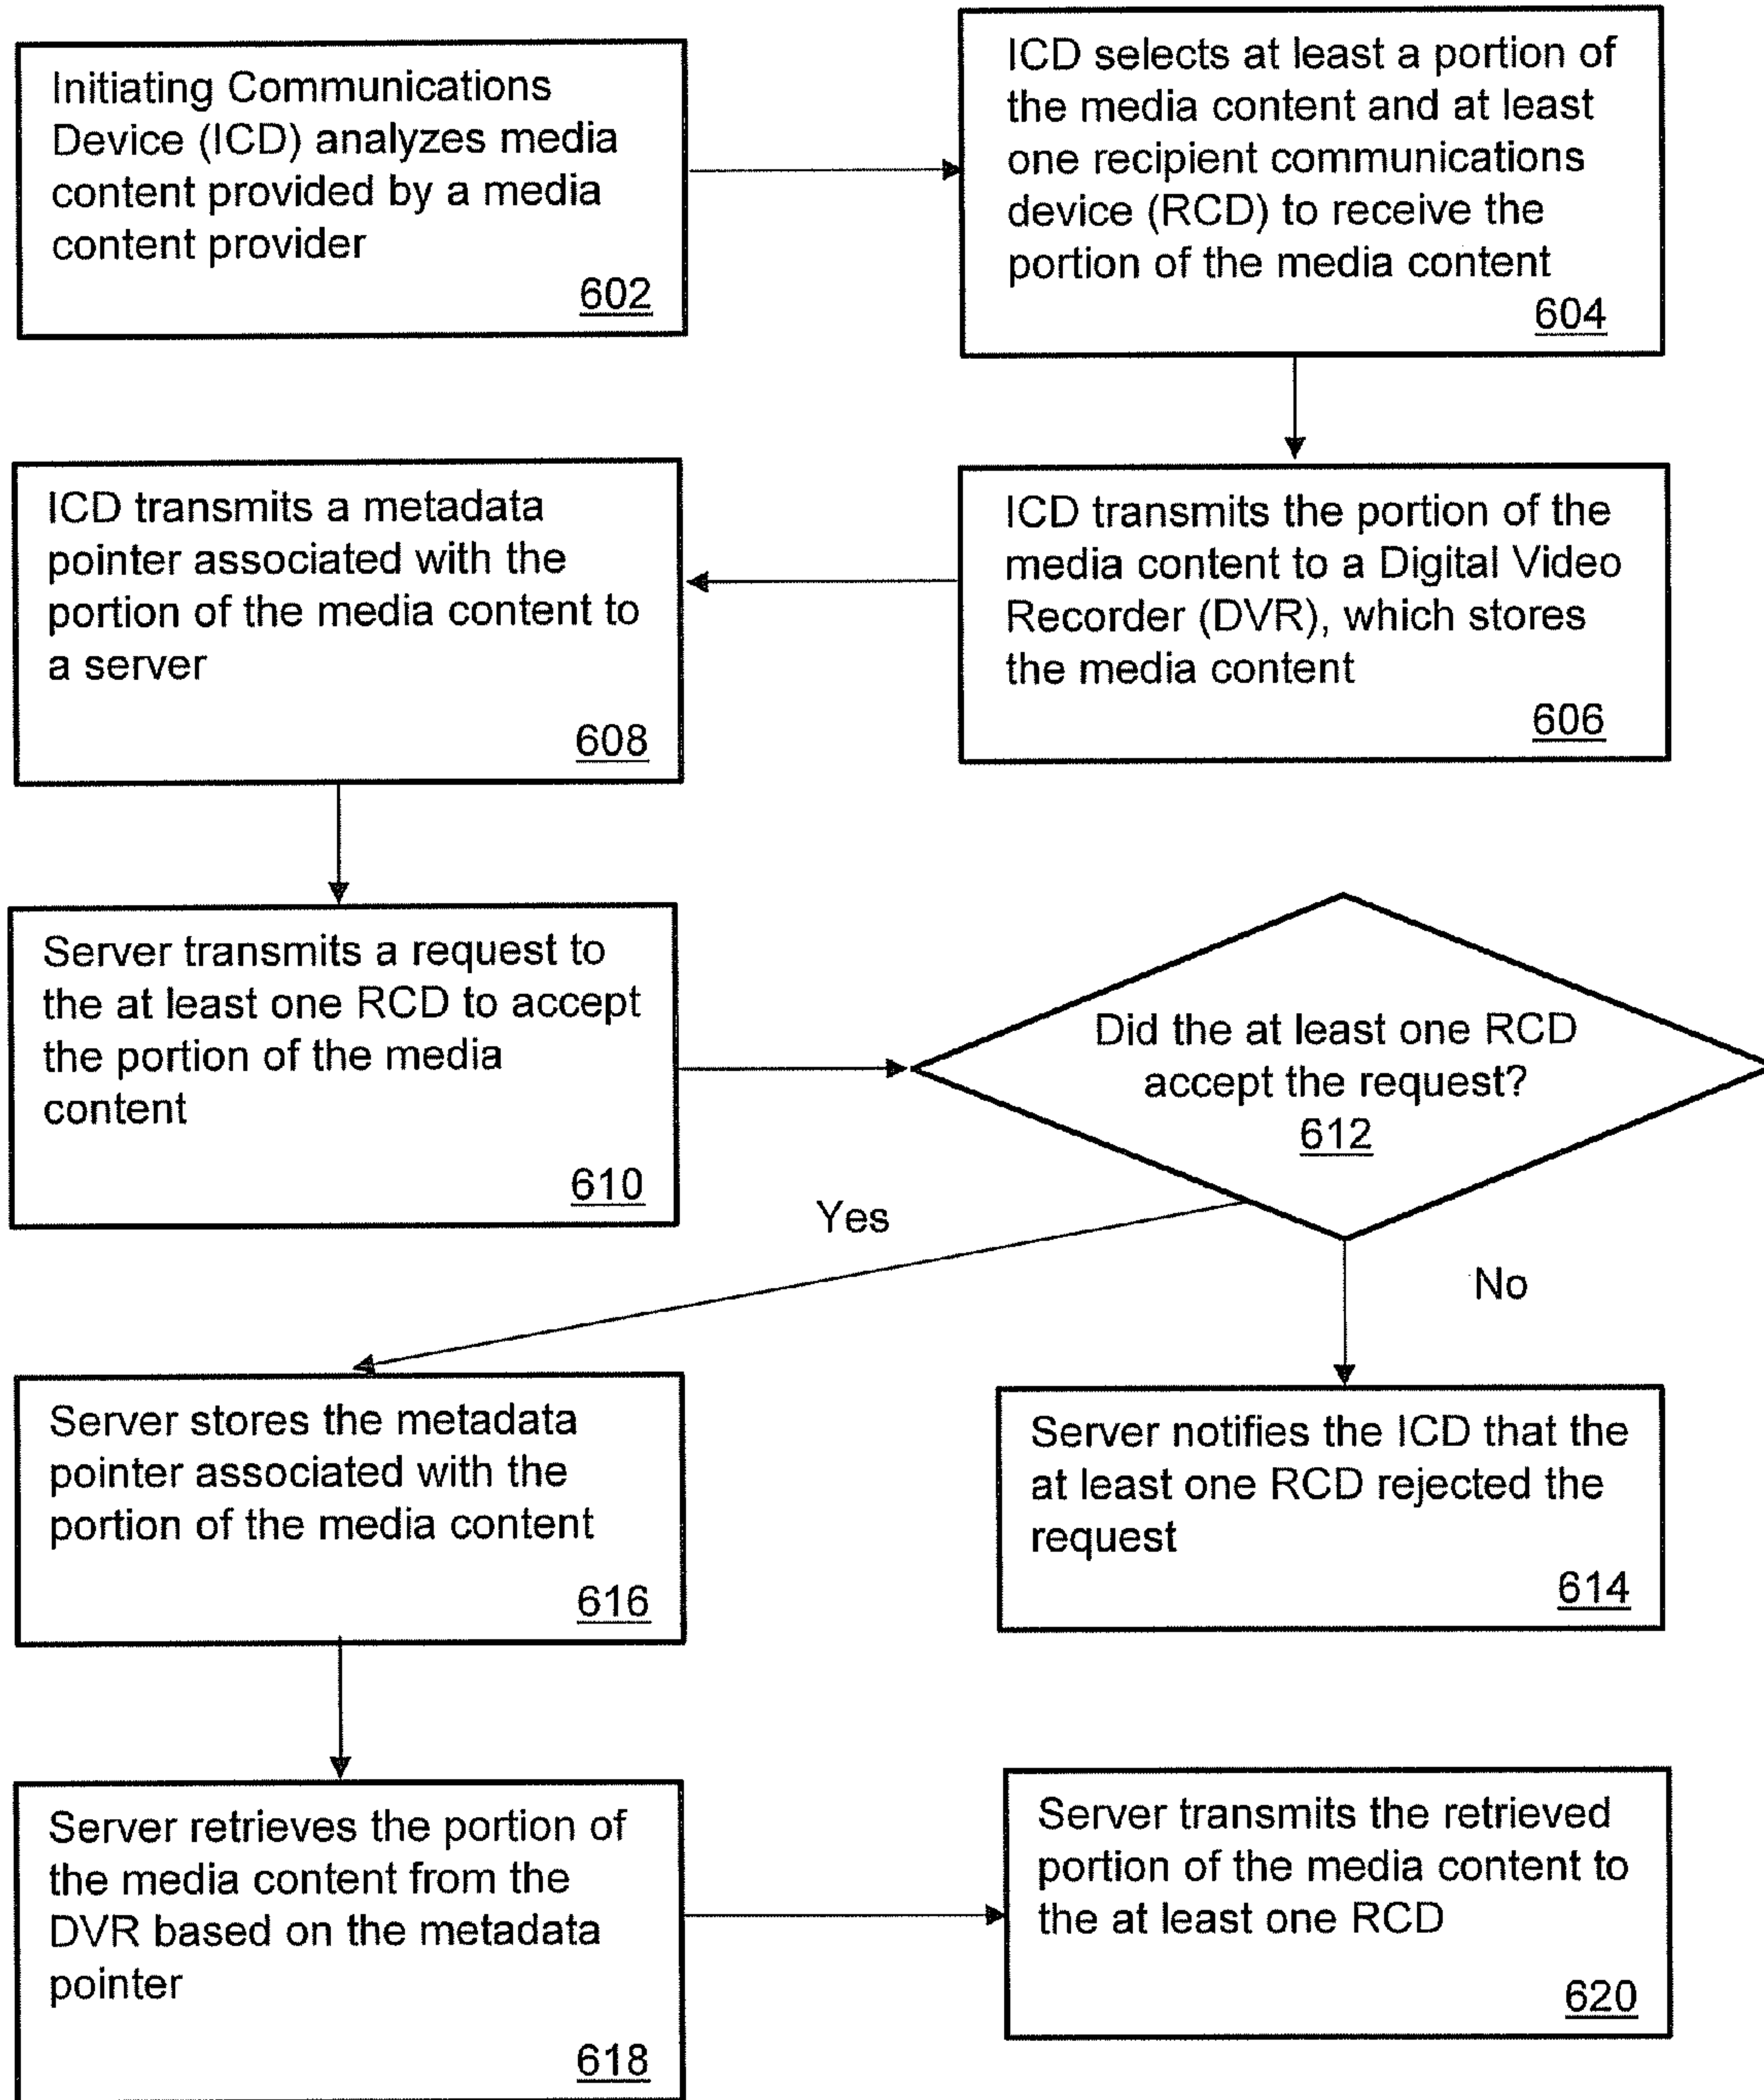 Initiating Communications
Device (ICD) analyzes media
content provided by a media
content provider
602
ICD selects at least a portion of
the media content and at least
one recipient communications
device (RCD) to receive the
portion of the media content
604
ICD transmits the portion of the
media content to a Digital Video
Recorder (DVR), which stores
the media content
606
ICD transmits a metadata
pointer associated with the
portion of the media content to
a server
608
Server transmits a request to
the at least one RCD to accept
the portion of the media
content
610
Did the at least one RCD
accept the request?
612
Yes
No
Server notifies the ICD that the
at least one RCD rejected the
request
614
Server stores the metadata
pointer associated with the
portion of the media content
616
Server retrieves the portion of
the media content from the
DVR based on the metadata
pointer
618
Server transmits the retrieved
portion of the media content to
the at least one RCD
620